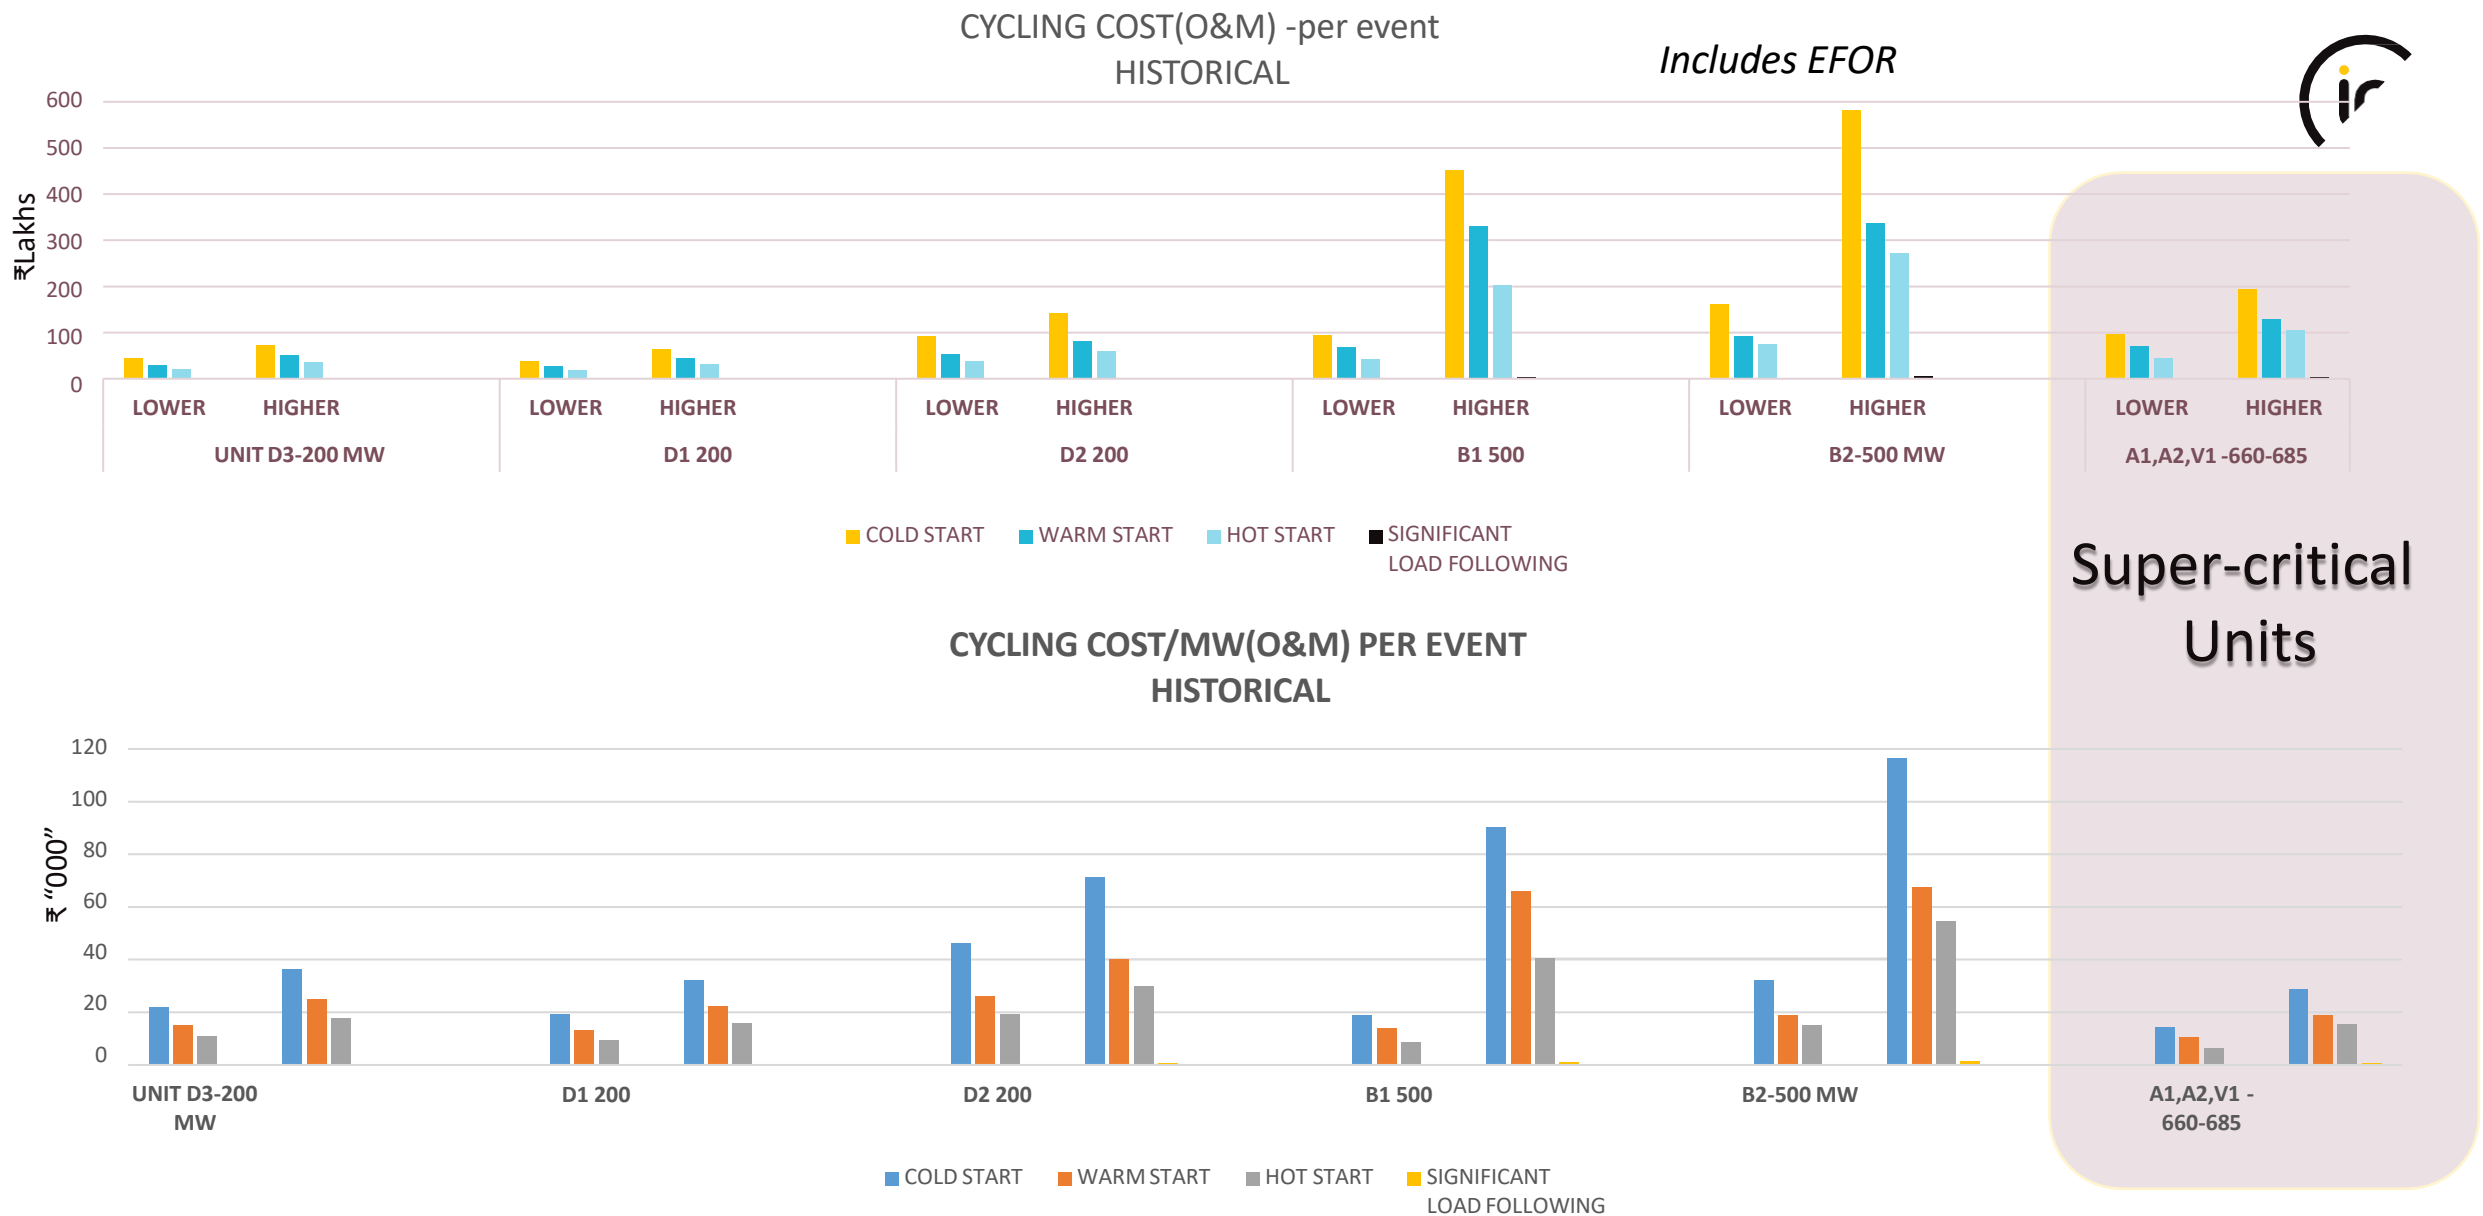 CYCLING COST(O&M) -per event
HISTORICAL
Includes EFOR
ir
₹Lakhs
600
500
400
300
200
100
0
LOWER HIGHER LOWER HIGHER LOWER HIGHER LOWER HIGHER LOWER HIGHER LOWER HIGHER
UNIT D3-200 MW D1 200 D2 200 B1 500 B2-500 MW A1,A2,V1 -660-685
COLD START WARM START HOT START SIGNIFICANT
LOAD FOLLOWING
Super-critical
Units
CYCLING COST/MW(O&M) PER EVENT
HISTORICAL
₹ “000”
120
100
80
60
40
20
0
UNIT D3-200 D1 200 D2 200 B1 500 B2-500 MW A1,A2,V1 -
MW 660-685
COLD START WARM START HOT START SIGNIFICANT
LOAD FOLLOWING